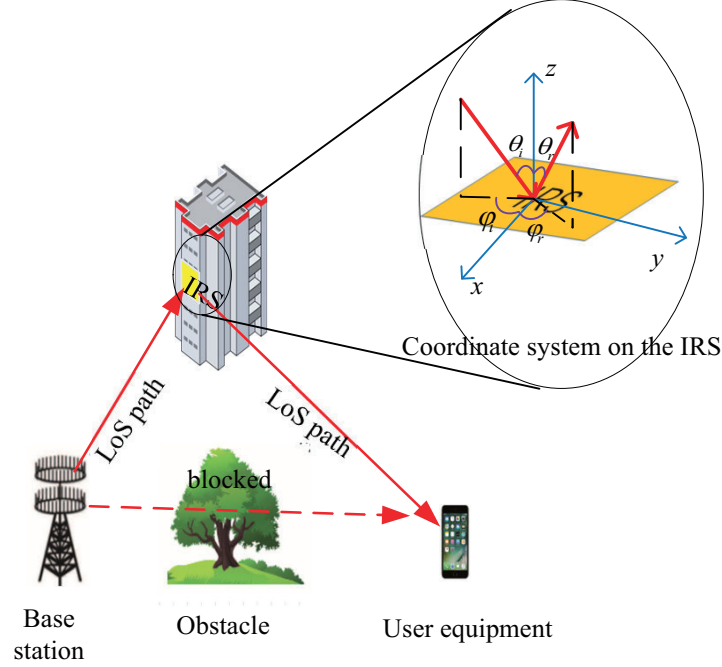 z
θi
θr
IRS
φi
φr
x
y
Coordinate system on the IRS
IRS
LoS path
LoS path
blocked
Base
station
Obstacle
User equipment